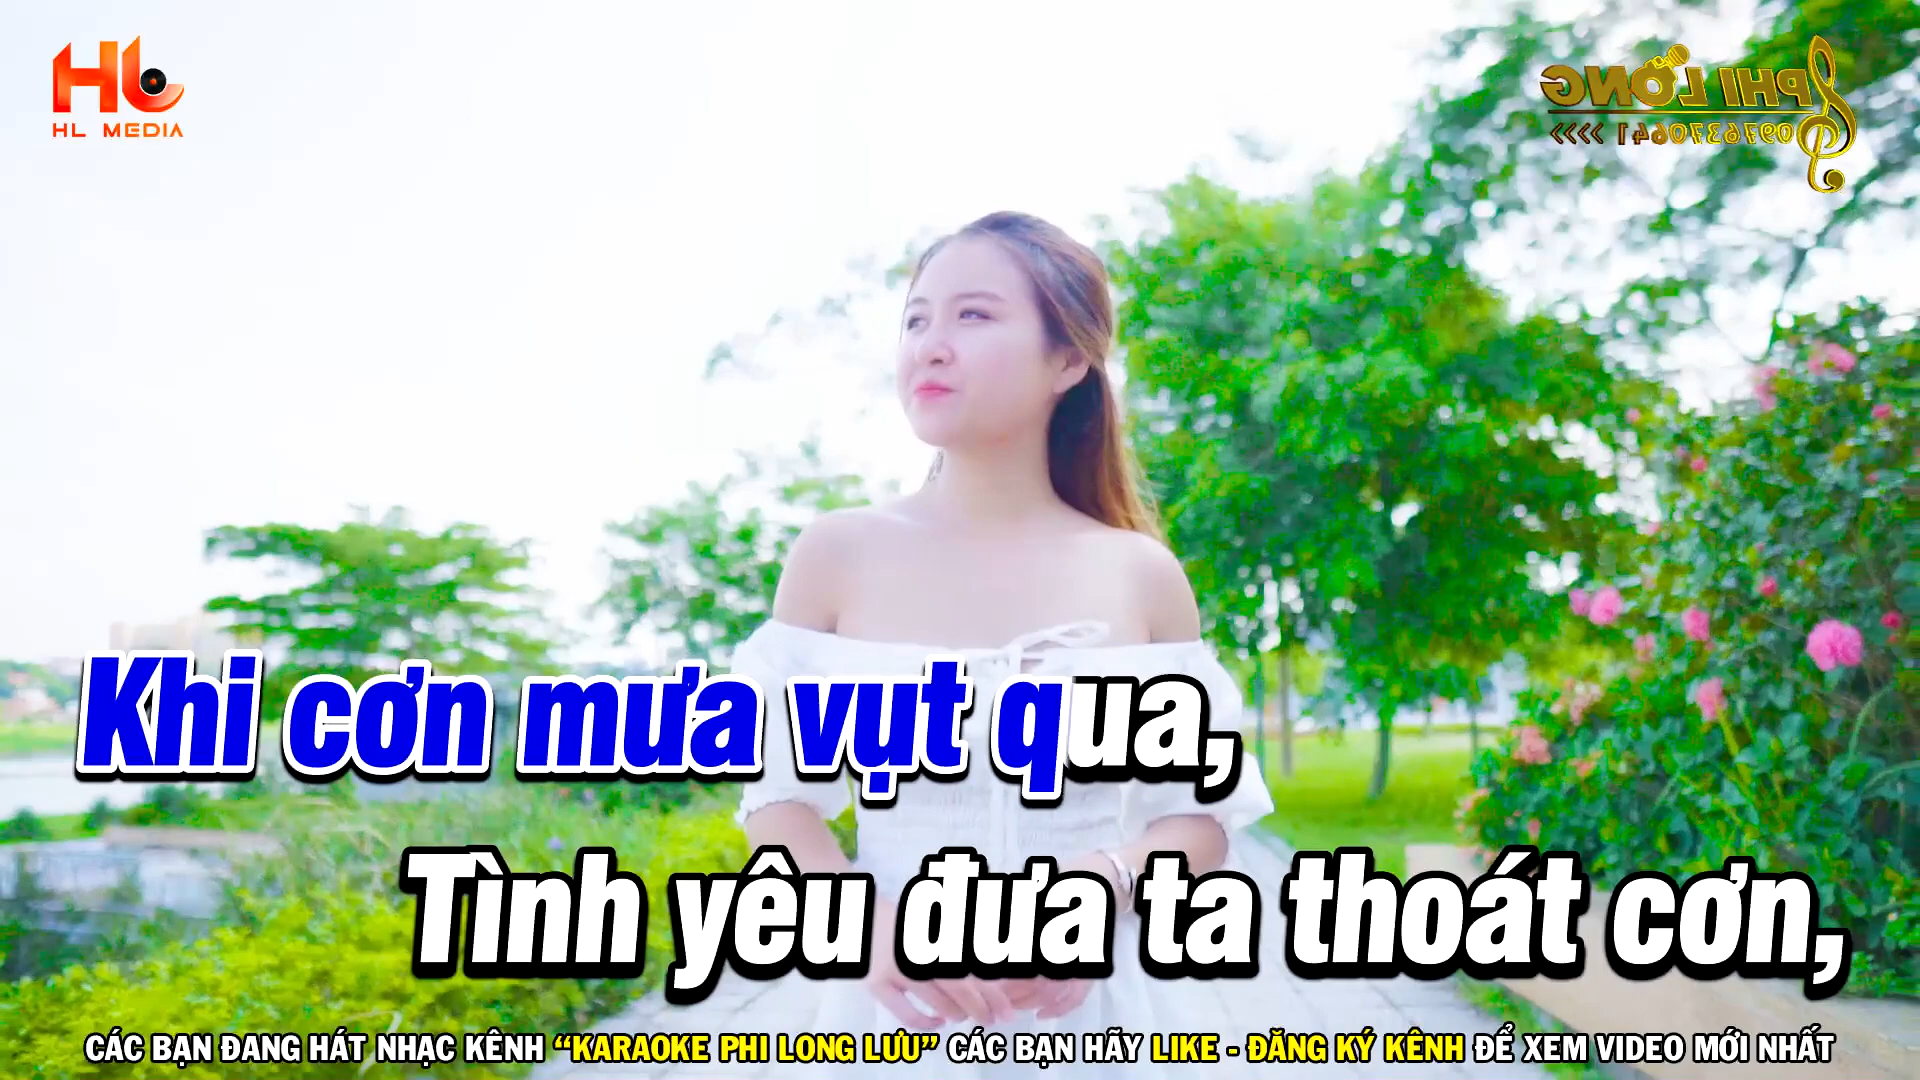 HL MEDIA
PHI LONG
0976370641
Khi cơn mưa vụt qua,
Tình yêu đưa ta thoát cơn,
CÁC BẠN ĐANG HÁT NHẠC KÊNH “KARAOKE PHI LONG LƯU” CÁC BẠN HÃY LIKE - ĐĂNG KÝ KÊNH ĐỂ XEM VIDEO MỚI NHẤT